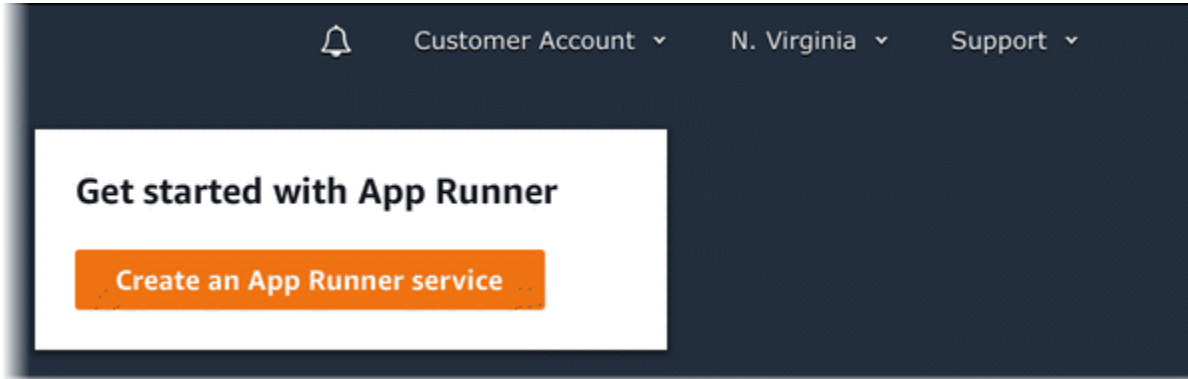 Customer Account N. Virginia Support
Get started with App Runner
Create an App Runner service